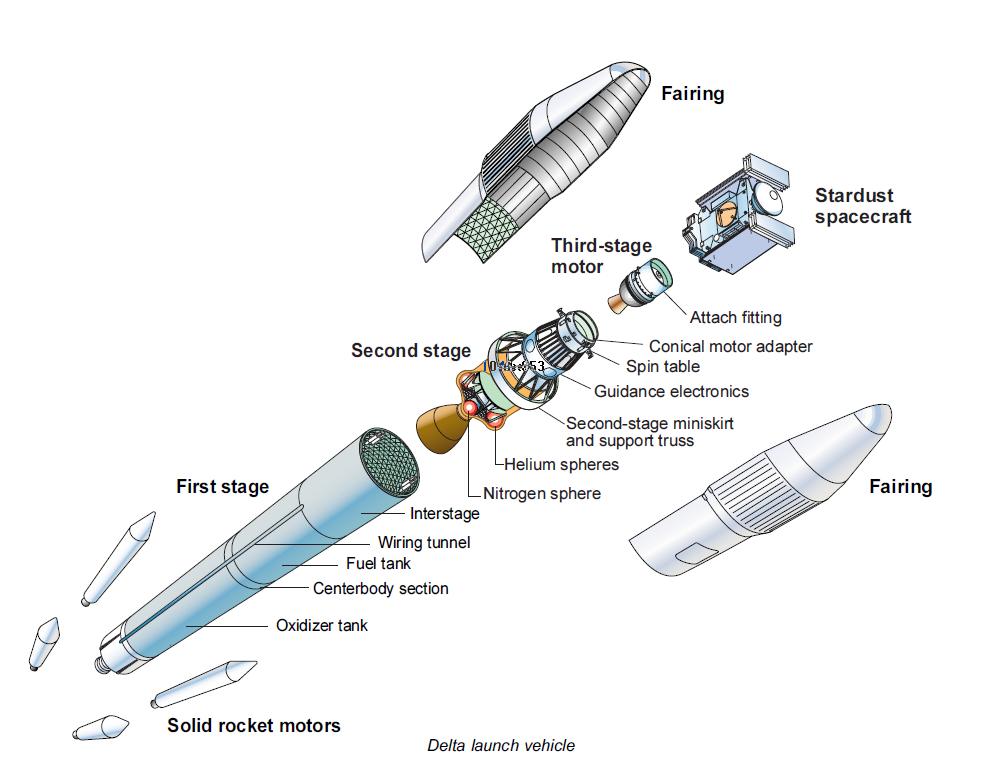 Fairing
Stardust
spacecraft
Third-stage
motor
Attach fitting
Conical motor adapter
Second stage
Spin table
Guidance electronics
Second-stage miniskirt
and support truss
Helium spheres
Nitrogen sphere
First stage
Fairing
Interstage
Wiring tunnel
Fuel tank
Centerbody section
Oxidizer tank
Solid rocket motors
Delta launch vehicle